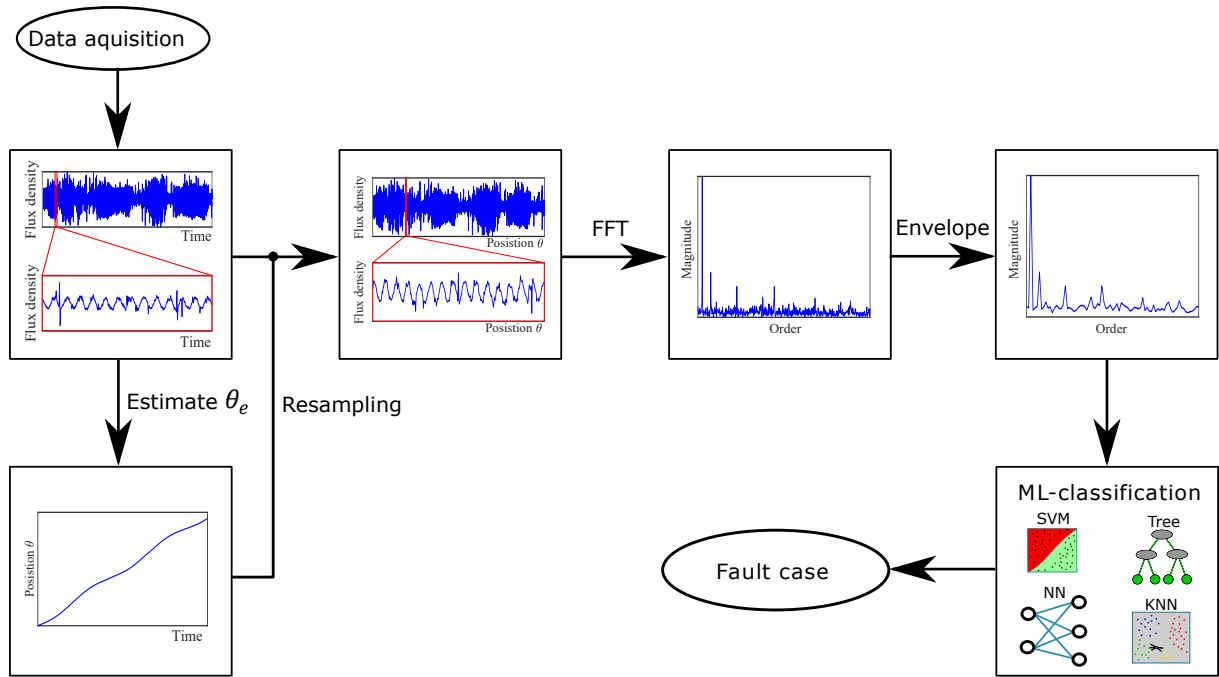 Data aquisition
Flux density
Time
Flux density
Time
Estimate θₑ
Resampling
Posistion θ
Time
Flux density
Posistion θ
Flux density
Posistion θ
FFT
Magnitude
Order
Envelope
Magnitude
Order
ML-classification
SVM
Tree
NN
KNN
Fault case